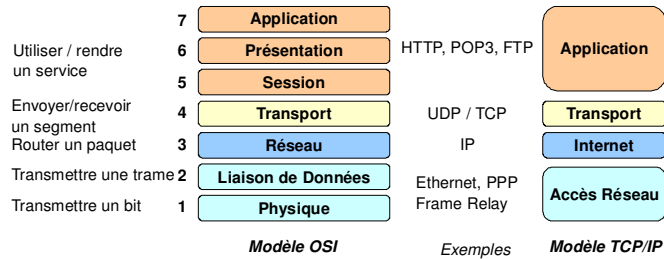 7 Application
Utiliser / rendre
un service
6 Présentation
HTTP, POP3, FTP
Application
5 Session
Envoyer/recevoir
un segment
4 Transport
UDP / TCP
Transport
Router un paquet 3 Réseau
IP
Internet
Transmettre une trame 2 Liaison de Données
Ethernet, PPP
Frame Relay
Accès Réseau
Transmettre un bit 1 Physique
Modèle OSI
Exemples
Modèle TCP/IP